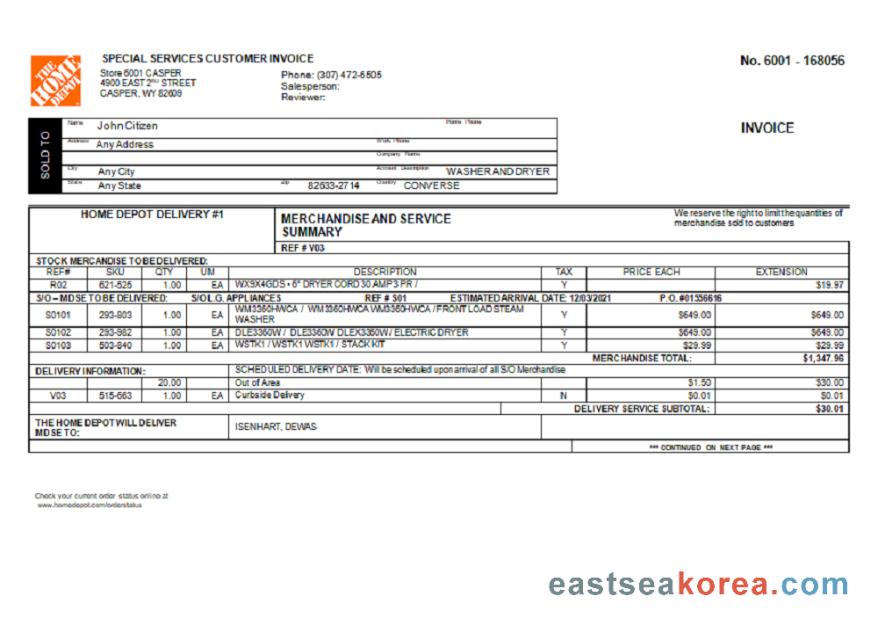 THE HOME DEPOT
SPECIAL SERVICES CUSTOMER INVOICE
No. 6001 - 168056
Store 6001 CASPER
4900 EAST 2ND STREET
CASPER, WY 82609
Phone: (307) 472-6505
Salesperson:
Reviewer:
INVOICE
SOLD TO
Name John Citizen Home Phone
Address Any Address Work Phone
Company Name
City Any City Account Description WASHER AND DRYER
State Any State Zip 82633-2714 Country CONVERSE
HOME DEPOT DELIVERY #1
MERCHANDISE AND SERVICE
SUMMARY
We reserve the right to limit the quantities of
merchandise sold to customers
REF # V03
STOCK MERCANDISE TO BE DELIVERED:
REF# SKU QTY UM DESCRIPTION TAX PRICE EACH EXTENSION
R02 621-525 1.00 EA WX9X4GDS • 6" DRYER CORD 30 AMP 3 PR / Y $19.97
S/O – MDSE TO BE DELIVERED: S/O L.G. APPLIANCES REF # S01 ESTIMATED ARRIVAL DATE: 12/03/2021 P.O. #01356616
S0101 293-803 1.00 EA WM3360HWCA / WM3360HWCA WM3360HWCA / FRONT LOAD STEAM WASHER Y $649.00 $649.00
S0102 293-982 1.00 EA DLE3360W / DLE3360W DLEX3360W / ELECTRIC DRYER Y $649.00 $649.00
S0103 503-840 1.00 EA WSTK1 / WSTK1 WSTK1 / STACK KIT Y $29.99 $29.99
MERCHANDISE TOTAL: $1,347.96
DELIVERY INFORMATION: SCHEDULED DELIVERY DATE: Will be scheduled upon arrival of all S/O Merchandise
20.00 Out of Area $1.50 $30.00
V03 515-663 1.00 EA Curbside Delivery N $0.01 $0.01
DELIVERY SERVICE SUBTOTAL: $30.01
THE HOME DEPOT WILL DELIVER
MDSE TO:
ISENHART, DEWAS
*** CONTINUED ON NEXT PAGE ***
Check your current order status online at
www.homedepot.com/orderstatus
eastseakorea.com